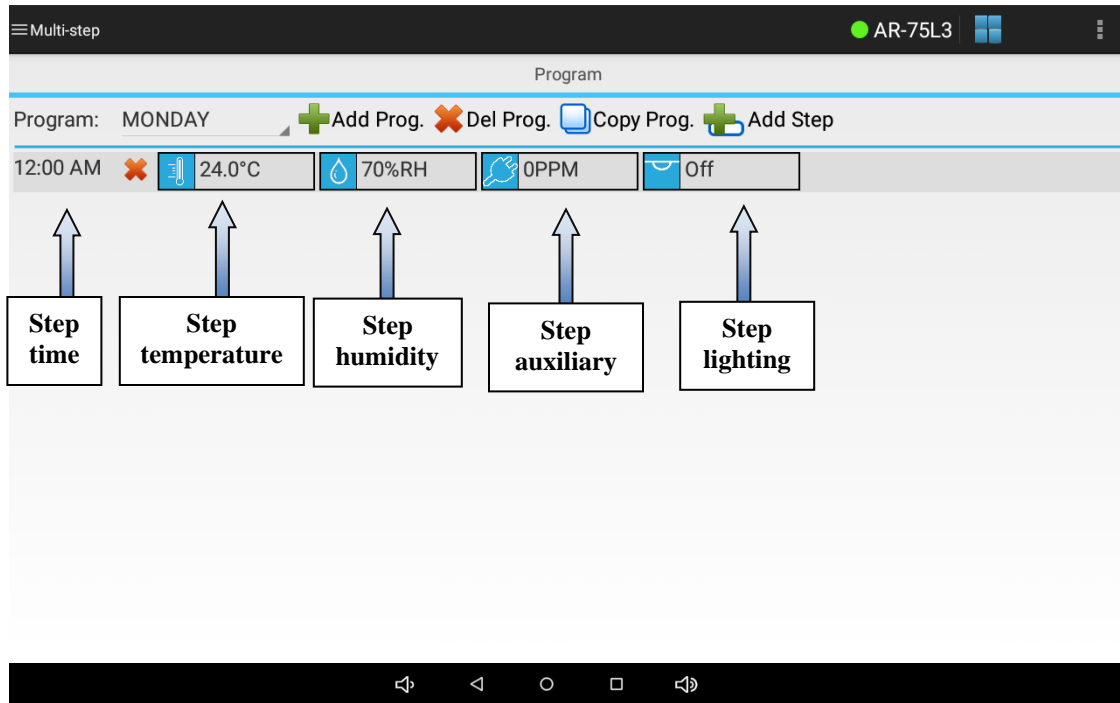 Multi-step AR-75L3
Program
Program: MONDAY Add Prog. Del Prog. Copy Prog. Add Step
12:00 AM 24.0°C 70%RH 0PPM Off
Step
time
Step
temperature
Step
humidity
Step
auxiliary
Step
lighting